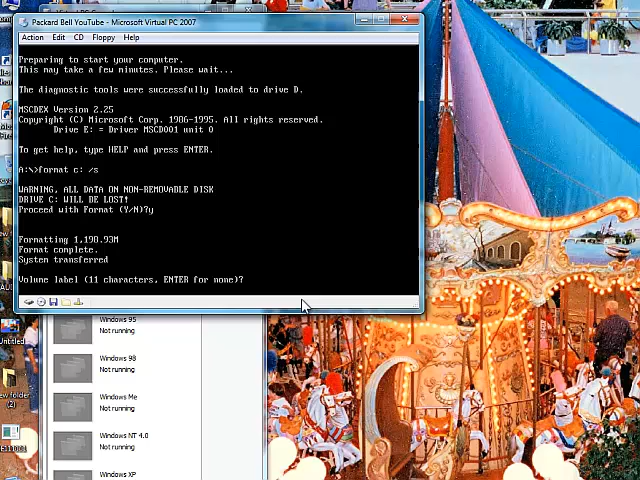 Packard Bell YouTube - Microsoft Virtual PC 2007
Action Edit CD Floppy Help
Preparing to start your computer.
This may take a few minutes. Please wait...
The diagnostic tools were successfully loaded to drive D.
MSCDEX Version 2.25
Copyright (C) Microsoft Corp. 1986-1995. All rights reserved.
Drive E: = Driver MSCD001 unit 0
To get help, type HELP and press ENTER.
A:\>format c: /s
WARNING, ALL DATA ON NON-REMOVABLE DISK
DRIVE C: WILL BE LOST!
Proceed with Format (Y/N)?y
Formatting 1,190.93M
Format complete.
System transferred
Volume label (11 characters, ENTER for none)?
Windows 95
Not running
Windows 98
Not running
Windows Me
Not running
Windows NT 4.0
Not running
Windows XP
Untitled
ew folder
(2)